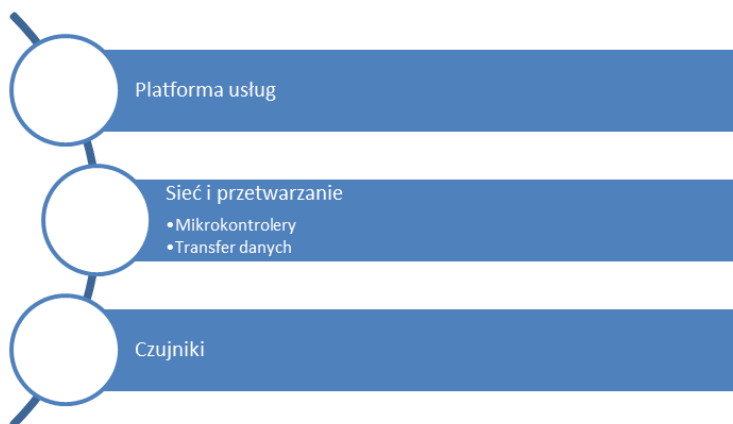 Platforma usług
Sieć i przetwarzanie
•Mikrokontrolery
•Transfer danych
Czujniki